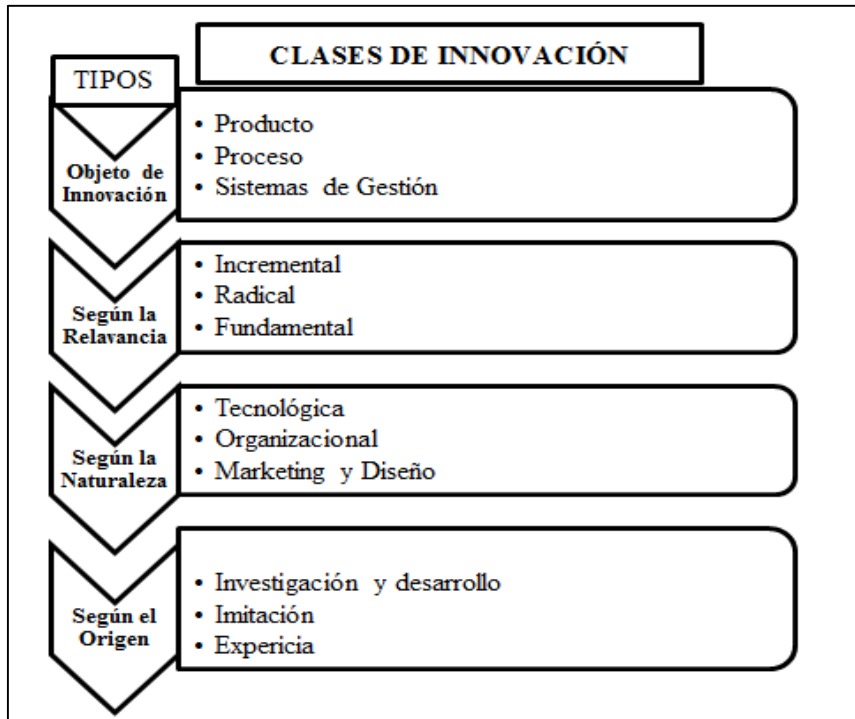 CLASES DE INNOVACIÓN
TIPOS
Objeto de
Innovación
• Producto
• Proceso
• Sistemas de Gestión
Según la
Relavancia
• Incremental
• Radical
• Fundamental
Según la
Naturaleza
• Tecnológica
• Organizacional
• Marketing y Diseño
Según el
Origen
• Investigación y desarrollo
• Imitación
• Expericia